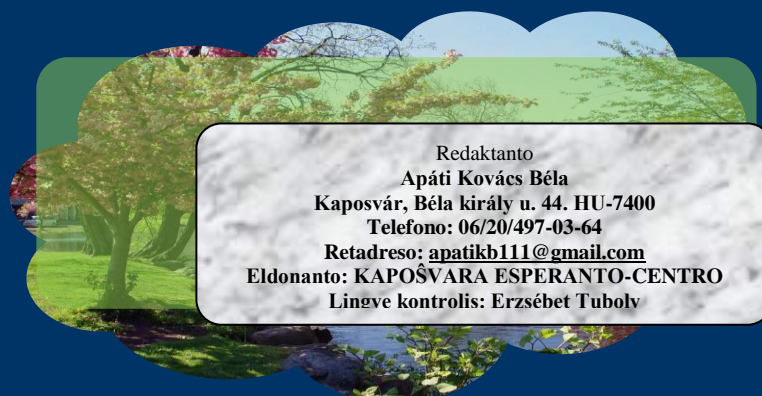 Redaktanto
Apáti Kovács Béla
Kaposvár, Béla király u. 44. HU-7400
Telefono: 06/20/497-03-64
Retadreso: apatikb111@gmail.com
Eldonanto: KAPOŜVARA ESPERANTO-CENTRO
Lingve kontrolis: Erzsébet Tuboly